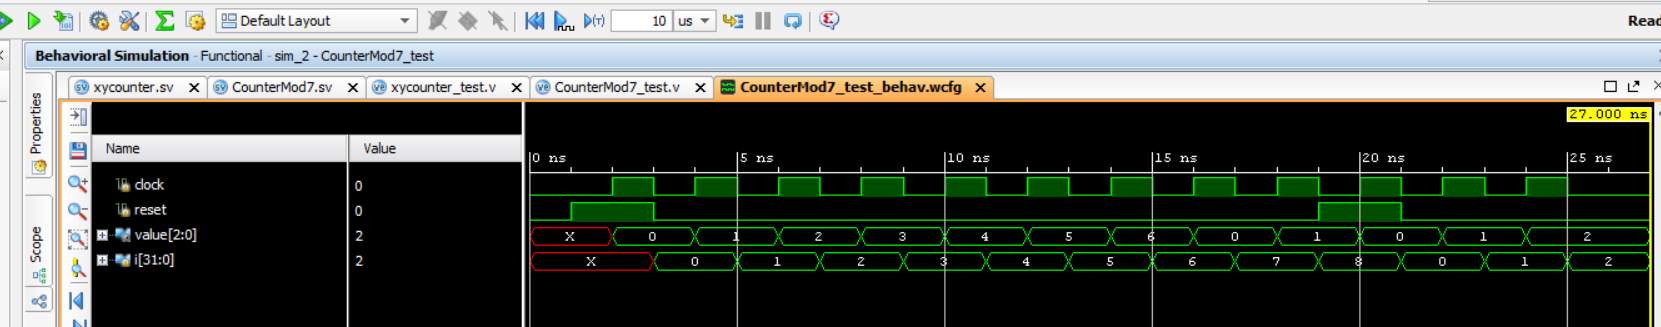 Default Layout
(T)
10
us
Read
Behavioral Simulation - Functional - sim_2 - CounterMod7_test
xycounter.sv
CounterMod7.sv
xycounter_test.v
CounterMod7_test.v
CounterMod7_test_behav.wcfg
Properties
Scope
27.000 ns
Name Value
0 ns 5 ns 10 ns 15 ns 20 ns 25 ns
clock 0
reset 0
value[2:0] 2 X 0 1 2 3 4 5 6 0 1 0 1 2
i[31:0] 2 X 0 1 2 3 4 5 6 7 8 0 1 2